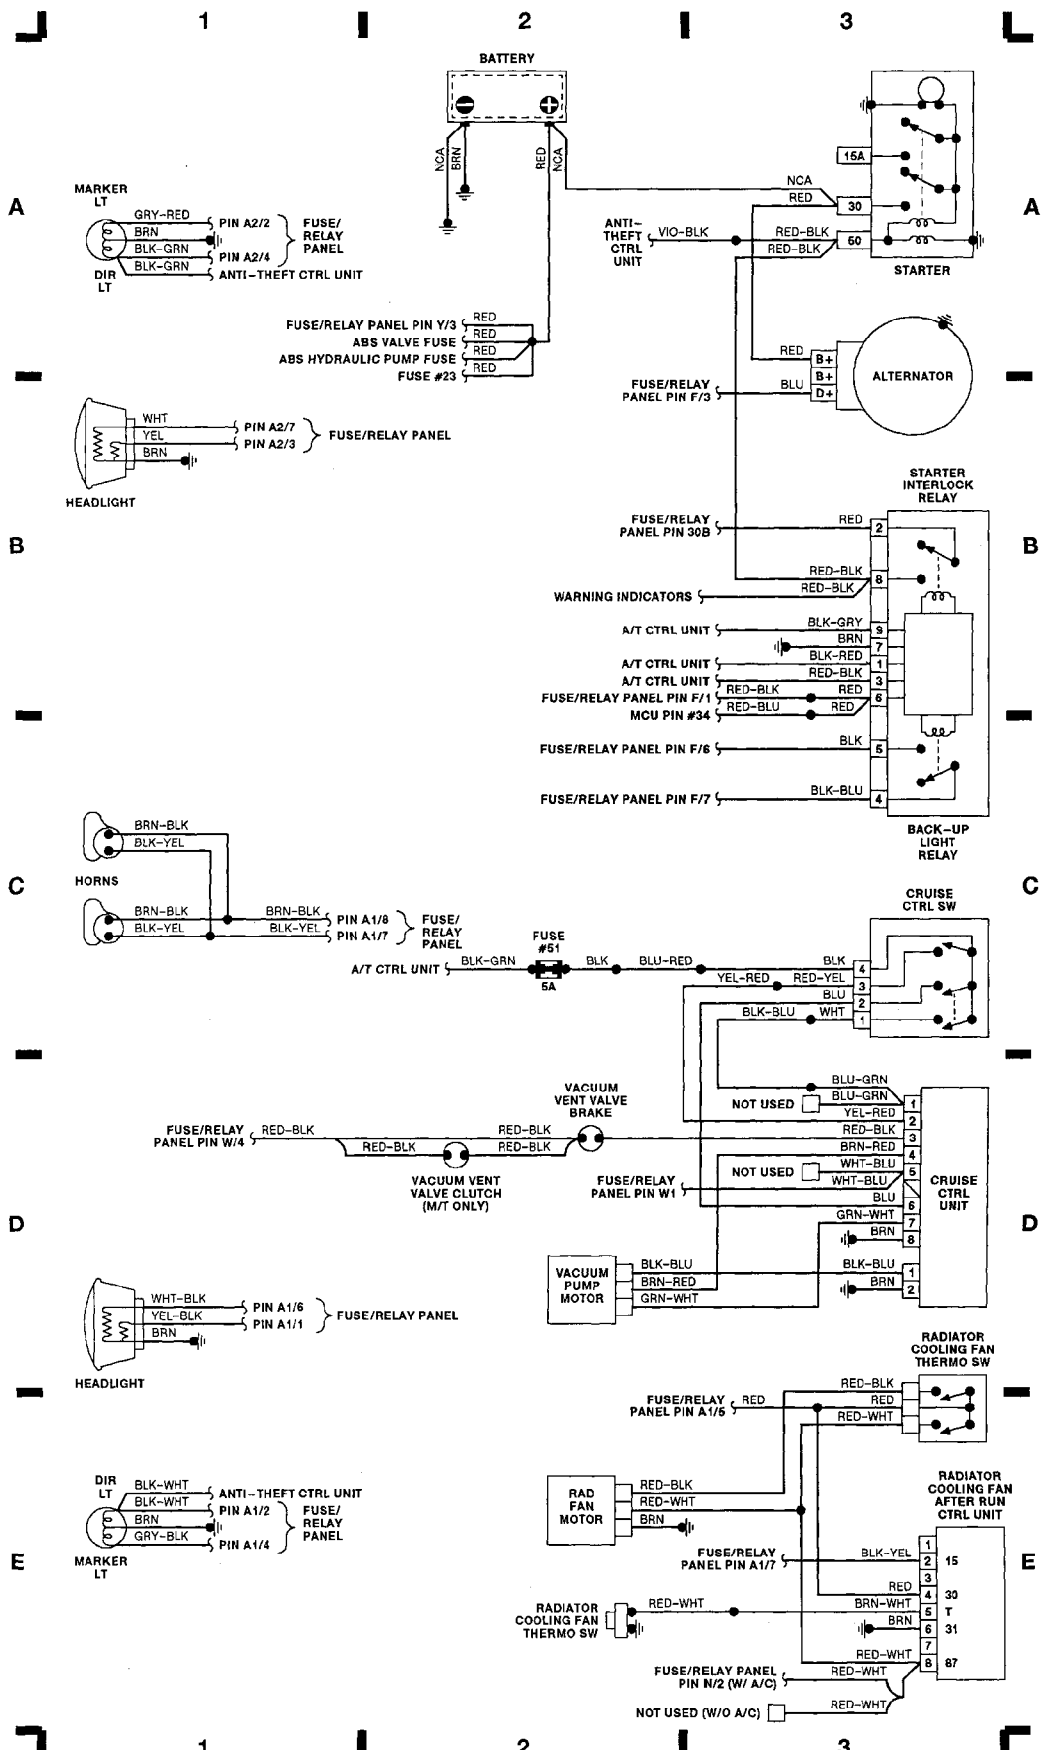 1 2 3
BATTERY
NCA
BRN
RED
NCA
15A
NCA
RED
30
A
A
MARKER
LT
GRY-RED
PIN A2/2
BRN
BLK-GRN
PIN A2/4
BLK-GRN
ANTI-THEFT CTRL UNIT
FUSE/
RELAY
PANEL
DIR
LT
ANTI-
THEFT
CTRL
UNIT
VIO-BLK
RED-BLK
RED-BLK
50
STARTER
FUSE/RELAY PANEL PIN Y/3
RED
ABS VALVE FUSE
RED
ABS HYDRAULIC PUMP FUSE
RED
FUSE #23
RED
RED
B+
B+
D+
ALTERNATOR
FUSE/RELAY
PANEL PIN F/3
BLU
WHT
PIN A2/7
YEL
PIN A2/3
BRN
FUSE/RELAY PANEL
HEADLIGHT
STARTER
INTERLOCK
RELAY
B
B
FUSE/RELAY
PANEL PIN 30B
RED
2
RED-BLK
8
RED-BLK
WARNING INDICATORS
A/T CTRL UNIT
BLK-GRY
9
BRN
7
A/T CTRL UNIT
BLK-RED
1
A/T CTRL UNIT
RED-BLK
3
FUSE/RELAY PANEL PIN F/1
RED-BLK
RED
6
MCU PIN #34
RED-BLU
RED
FUSE/RELAY PANEL PIN F/6
BLK
5
FUSE/RELAY PANEL PIN F/7
BLK-BLU
4
BACK-UP
LIGHT
RELAY
BRN-BLK
BLK-YEL
C
C
HORNS
BRN-BLK
BRN-BLK
PIN A1/8
BLK-YEL
BLK-YEL
PIN A1/7
FUSE/
RELAY
PANEL
CRUISE
CTRL SW
FUSE
#51
A/T CTRL UNIT
BLK-GRN
5A
BLK
BLU-RED
BLK
4
YEL-RED
RED-YEL
3
BLU
2
BLK-BLU
WHT
1
VACUUM
VENT VALVE
BRAKE
BLU-GRN
NOT USED
BLU-GRN
1
YEL-RED
2
FUSE/RELAY
PANEL PIN W/4
RED-BLK
RED-BLK
RED-BLK
3
RED-BLK
RED-BLK
BRN-RED
4
NOT USED
WHT-BLU
5
VACUUM VENT
VALVE CLUTCH
(M/T ONLY)
FUSE/RELAY
PANEL PIN W1
WHT-BLU
BLU
6
GRN-WHT
7
BRN
8
CRUISE
CTRL
UNIT
D
D
VACUUM
PUMP
MOTOR
BLK-BLU
BLK-BLU
1
BRN-RED
BRN
2
GRN-WHT
WHT-BLK
PIN A1/6
YEL-BLK
PIN A1/1
BRN
FUSE/RELAY PANEL
HEADLIGHT
RADIATOR
COOLING FAN
THERMO SW
RED-BLK
FUSE/RELAY
PANEL PIN A1/5
RED
RED
RED-WHT
DIR
LT
BLK-WHT
ANTI-THEFT CTRL UNIT
BLK-WHT
PIN A1/2
BRN
GRY-BLK
PIN A1/4
FUSE/
RELAY
PANEL
MARKER
LT
RAD
FAN
MOTOR
RED-BLK
RED-WHT
BRN
RADIATOR
COOLING FAN
AFTER RUN
CTRL UNIT
E
E
1
FUSE/RELAY
PANEL PIN A1/7
BLK-YEL
2 15
3
RED
4 30
RADIATOR
COOLING FAN
THERMO SW
RED-WHT
BRN-WHT
5 T
BRN
6 31
7
RED-WHT
8 87
FUSE/RELAY PANEL
PIN N/2 (W/ A/C)
RED-WHT
NOT USED (W/O A/C)
RED-WHT
1 2 3